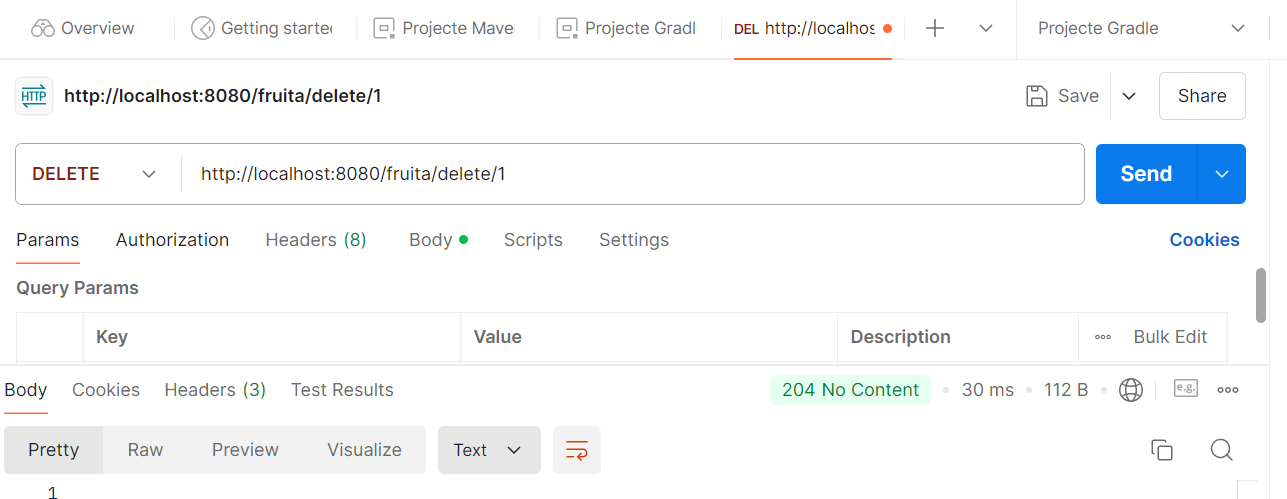 Overview Getting starte Projecte Mave Projecte Gradl DEL http://localhos Projecte Gradle
HTTP http://localhost:8080/fruita/delete/1 Save Share
DELETE http://localhost:8080/fruita/delete/1 Send
Params Authorization Headers (8) Body Scripts Settings Cookies
Query Params
Key Value Description Bulk Edit
Body Cookies Headers (3) Test Results 204 No Content 30 ms 112 B e.g.
Pretty Raw Preview Visualize Text
1